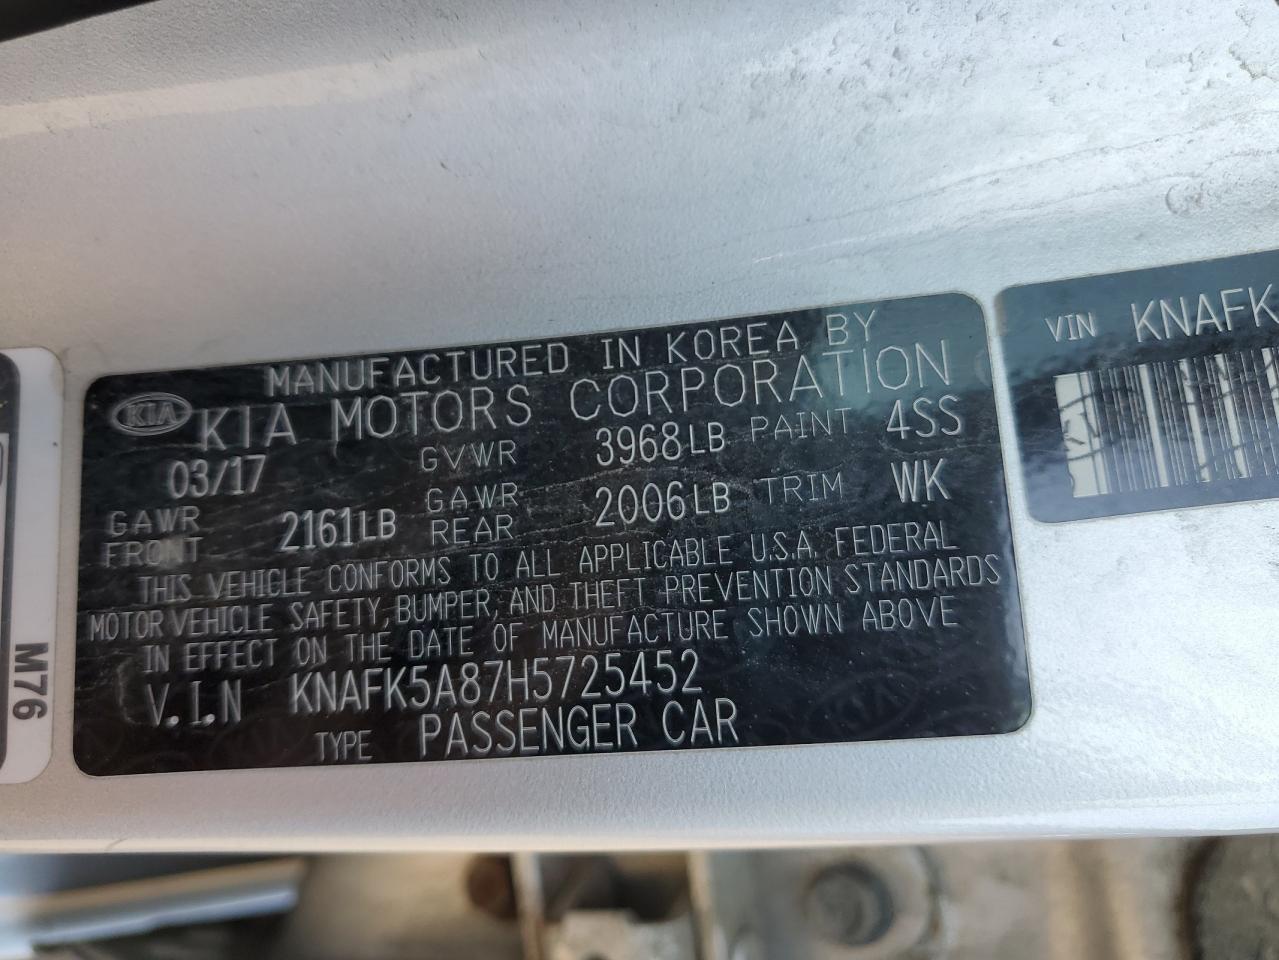 MANUFACTURED IN KOREA BY
KIA KIA MOTORS CORPORATION
03/17 GVWR 3968LB PAINT 4SS
GAWR FRONT 2161LB GAWR REAR 2006LB TRIM WK
THIS VEHICLE CONFORMS TO ALL APPLICABLE U.S.A. FEDERAL
MOTOR VEHICLE SAFETY, BUMPER, AND THEFT PREVENTION STANDARDS
IN EFFECT ON THE DATE OF MANUFACTURE SHOWN ABOVE
V.I.N KNAFK5A87H5725452
TYPE PASSENGER CAR
VIN KNAFK
M76